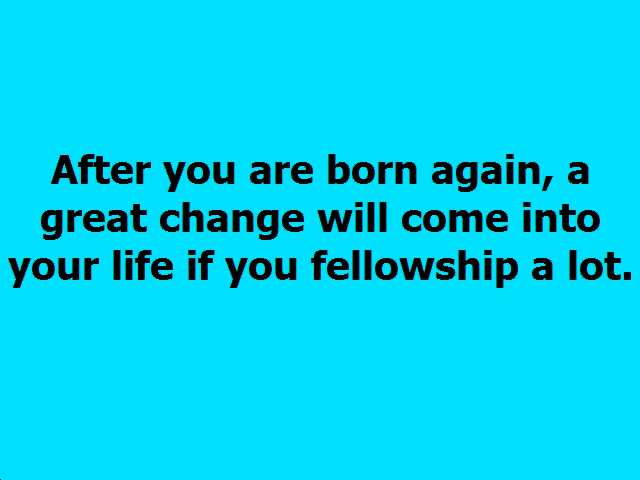 After you are born again, a
great change will come into
your life if you fellowship a lot.